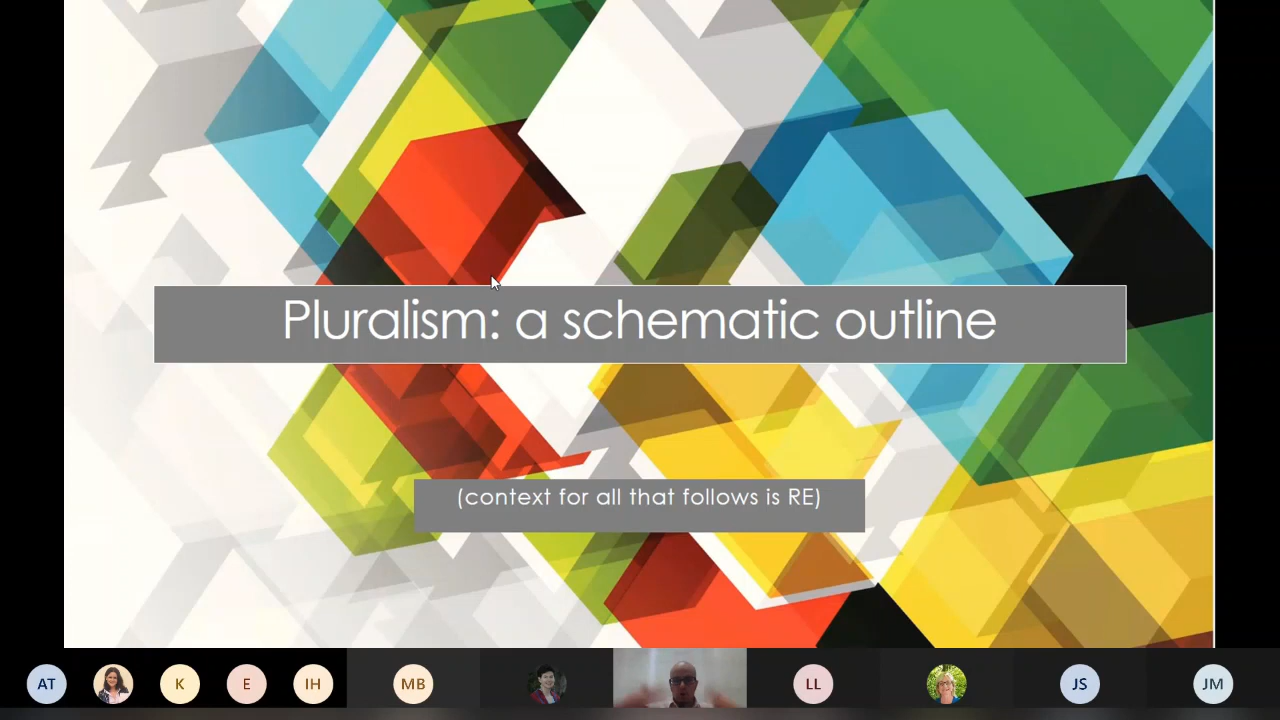 Pluralism: a schematic outline
(context for all that follows is RE)
AT
K
E
IH
MB
LL
JS
JM